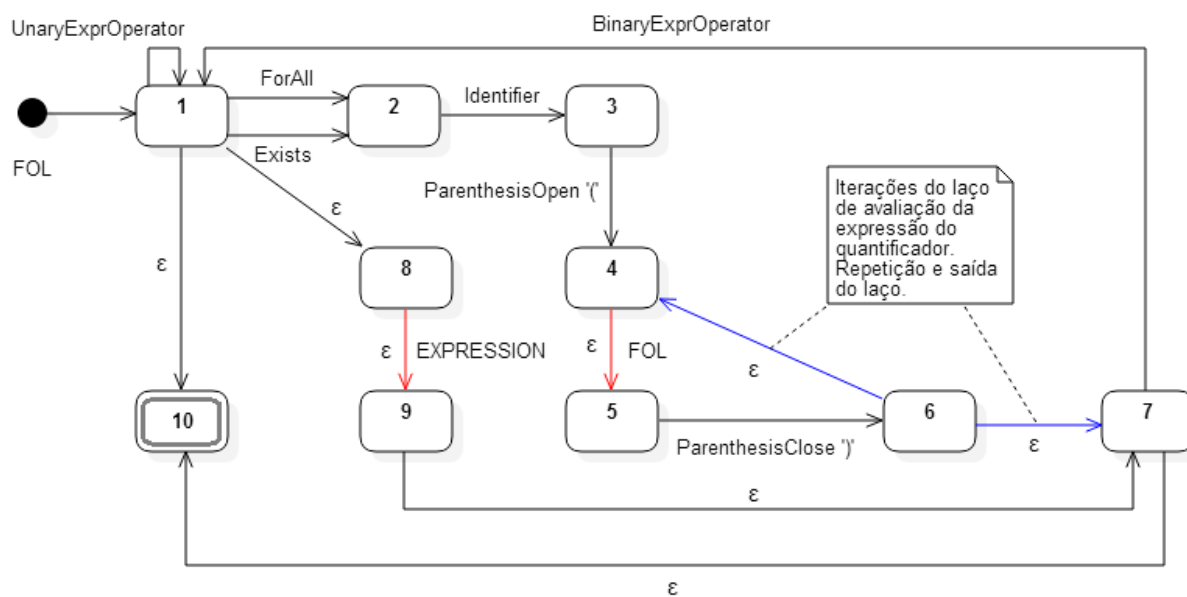 UnaryExprOperator
BinaryExprOperator
FOL
1
ForAll
Exists
2
Identifier
3
ParenthesisOpen '('
Iterações do laço
de avaliação da
expressão do
quantificador.
Repetição e saída
do laço.
ε
ε
8
4
ε
EXPRESSION
ε
FOL
ε
10
9
5
ParenthesisClose ')'
6
ε
7
ε
ε